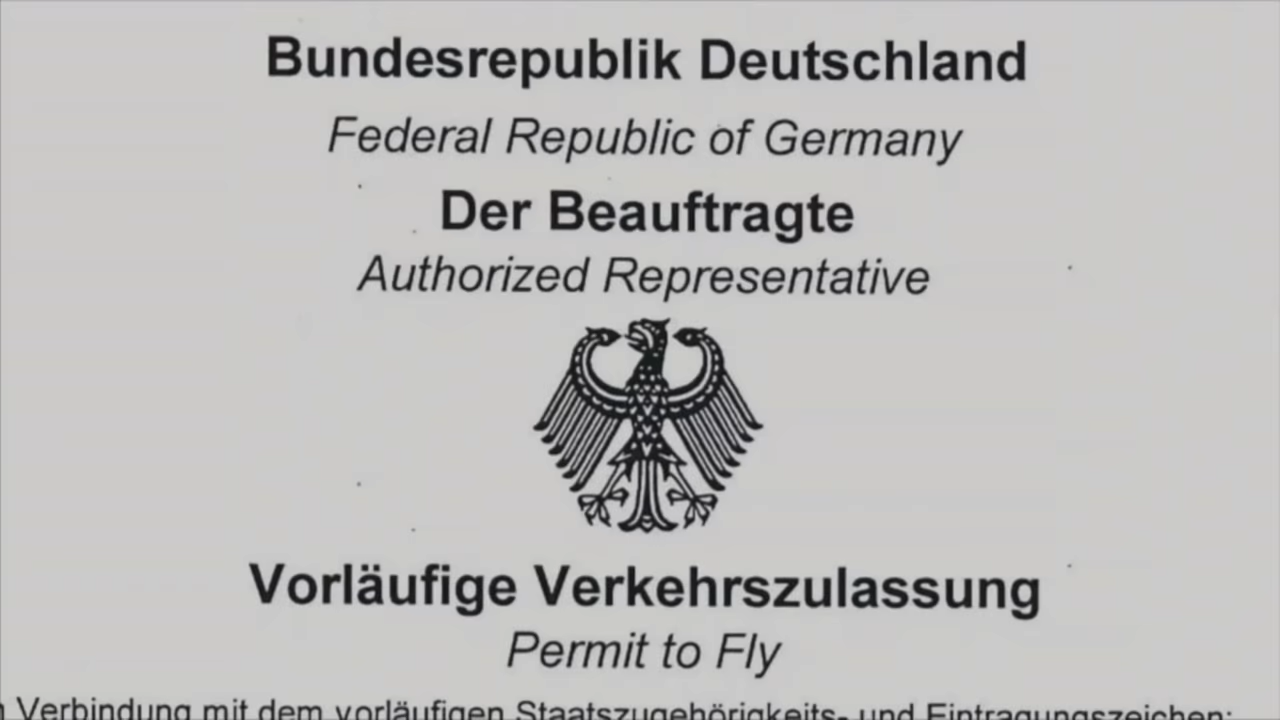 Bundesrepublik Deutschland
Federal Republic of Germany
Der Beauftragte
Authorized Representative
Vorläufige Verkehrszulassung
Permit to Fly
Verbindung mit dem vorläufigen Staatszugehörigkeits- und Eintragungszeichen: